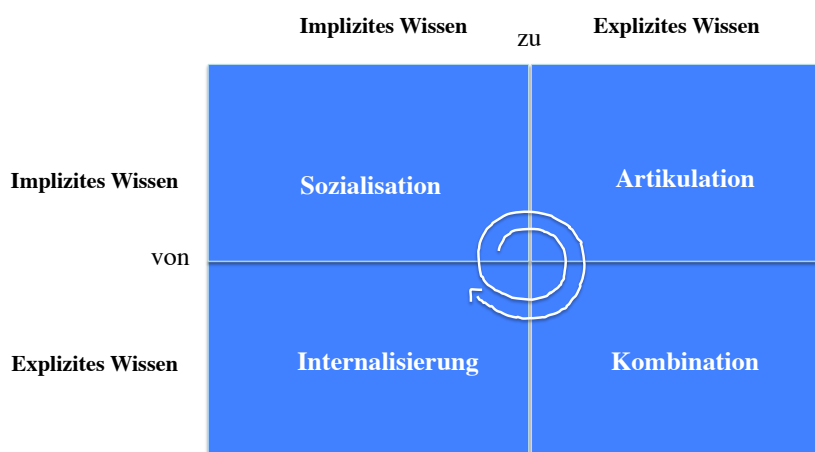 Implizites Wissen
zu
Explizites Wissen
Implizites Wissen
Sozialisation
Artikulation
von
Explizites Wissen
Internalisierung
Kombination